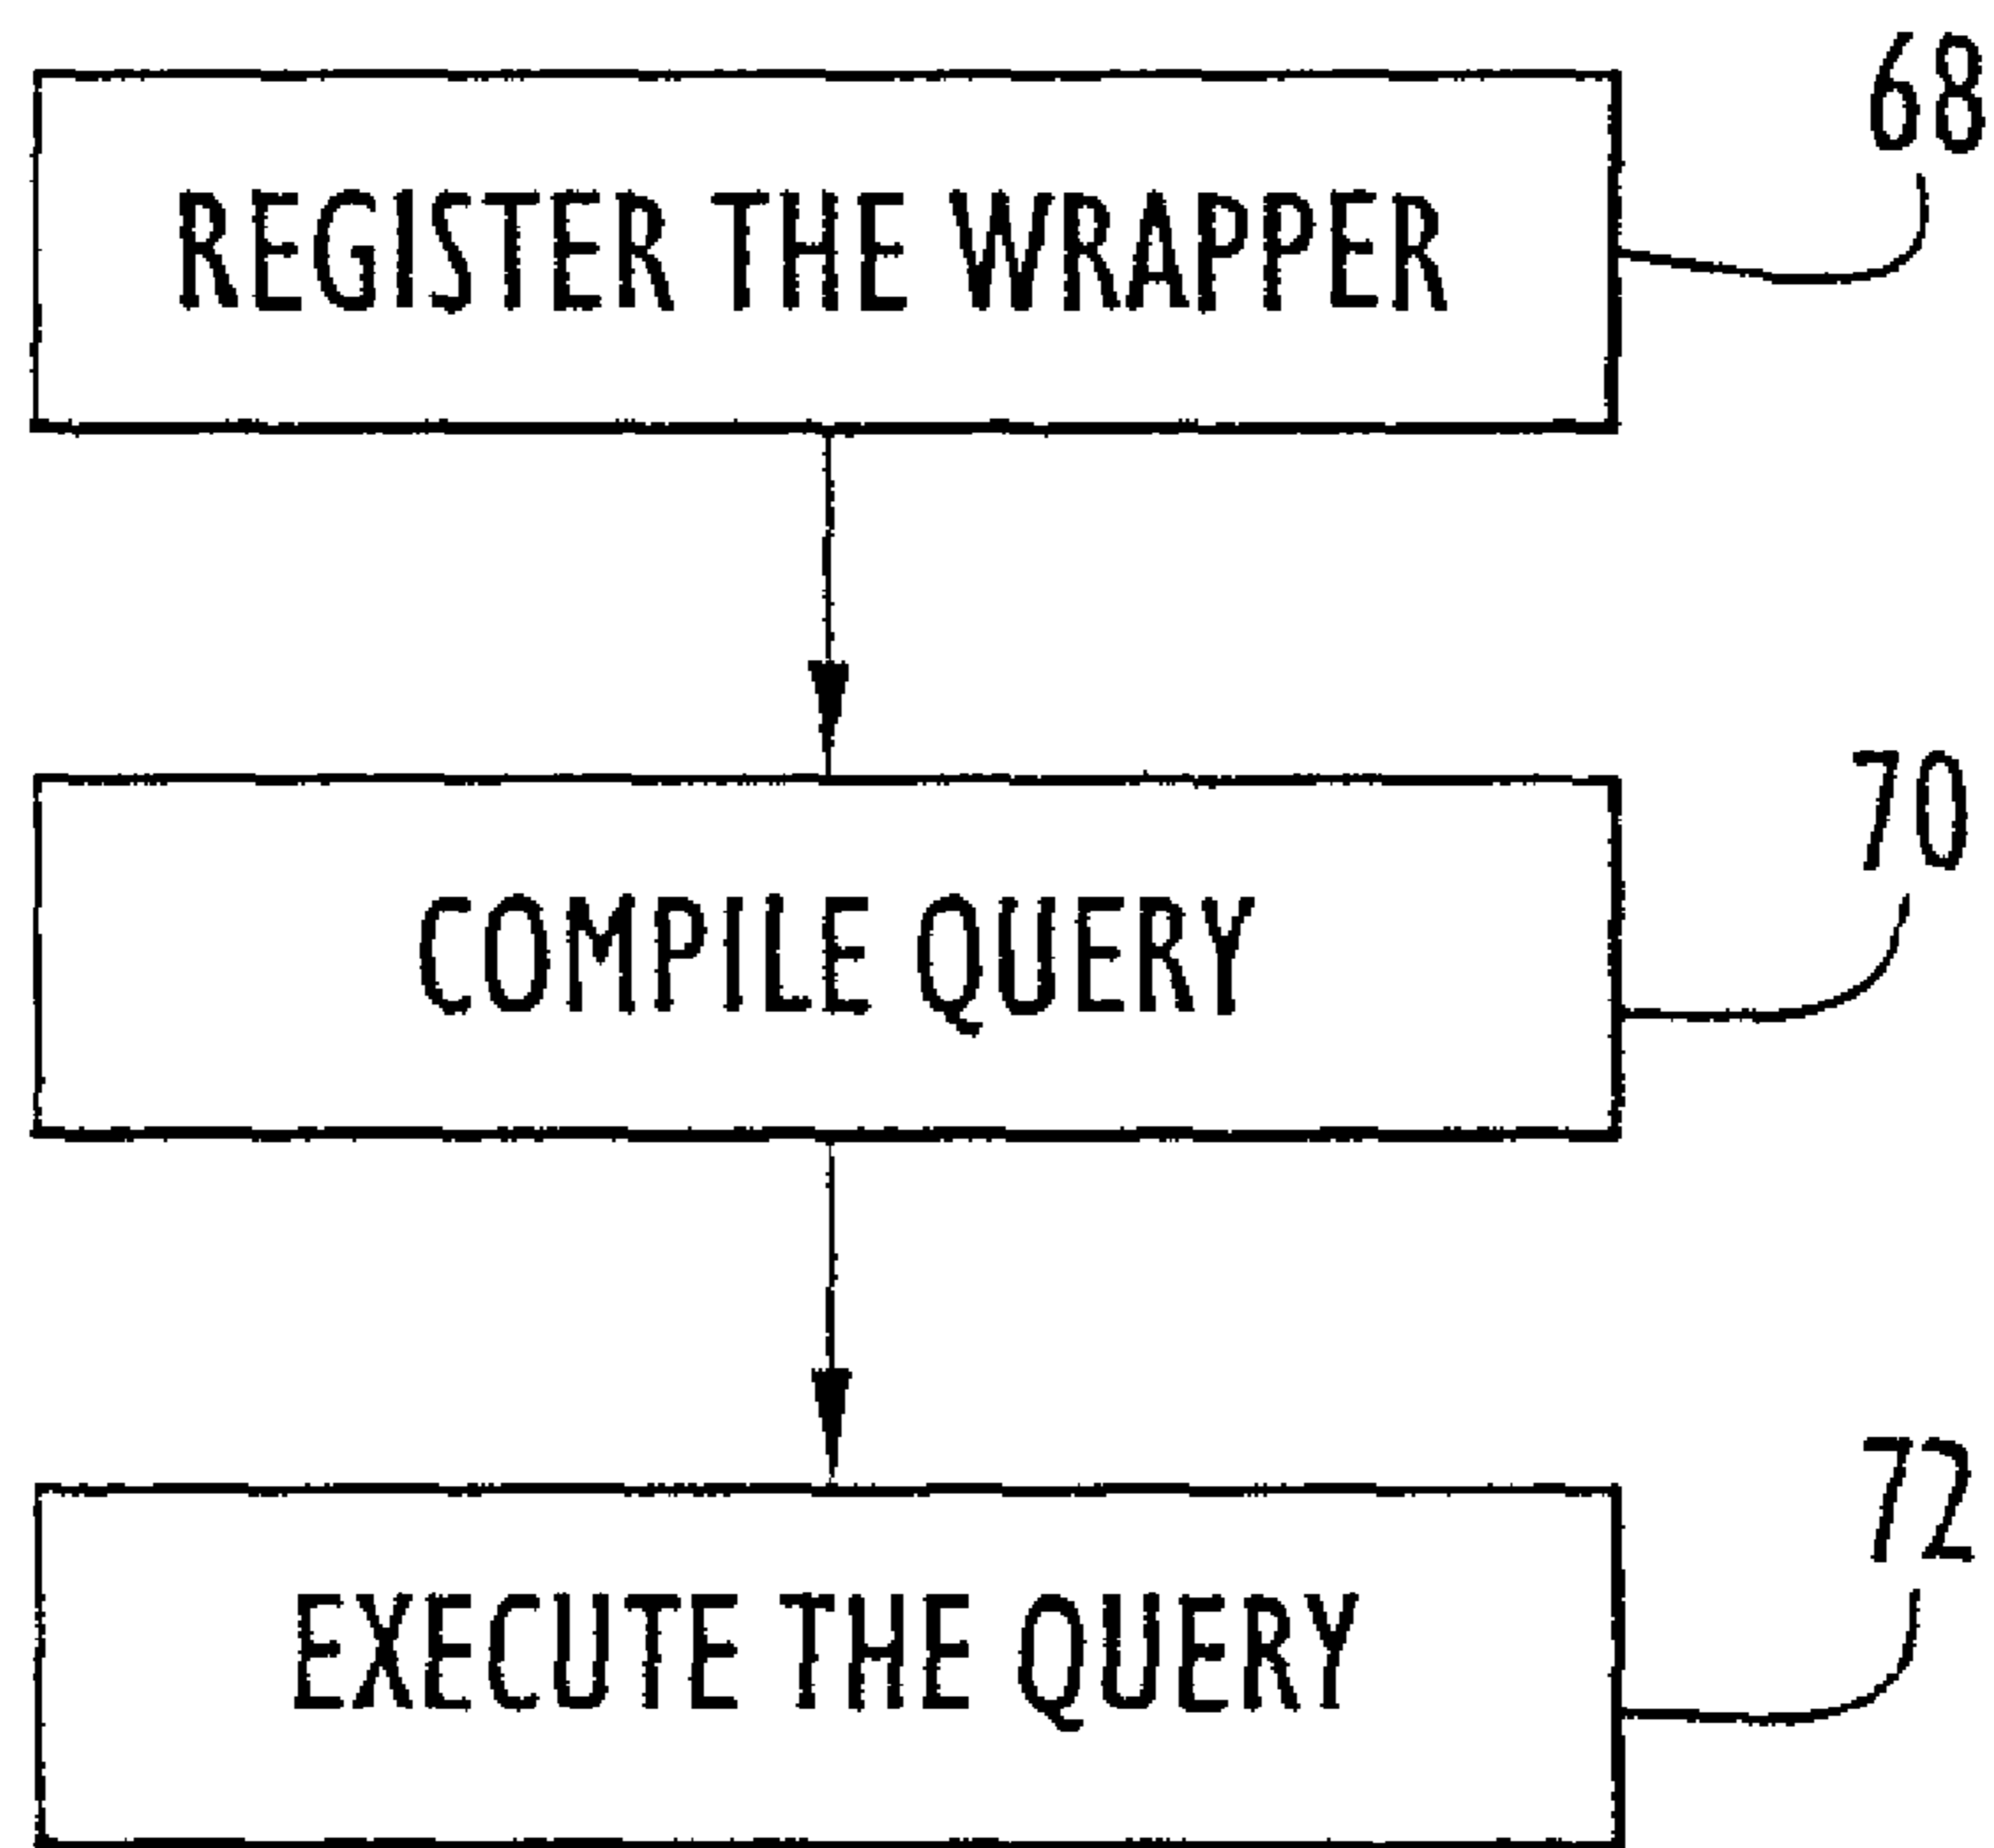 68
REGISTER THE WRAPPER
70
COMPILE QUERY
72
EXECUTE THE QUERY